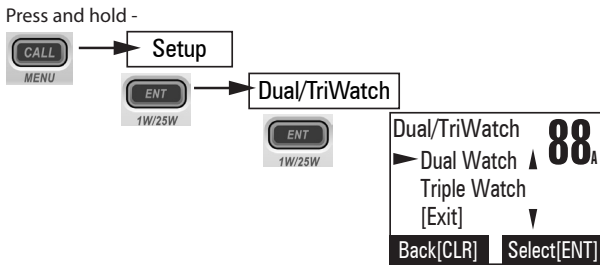 Press and hold -
CALL
MENU
Setup
ENT
1W/25W
Dual/TriWatch
ENT
1W/25W
Dual/TriWatch
88A
Dual Watch
Triple Watch
[Exit]
Back[CLR] Select[ENT]